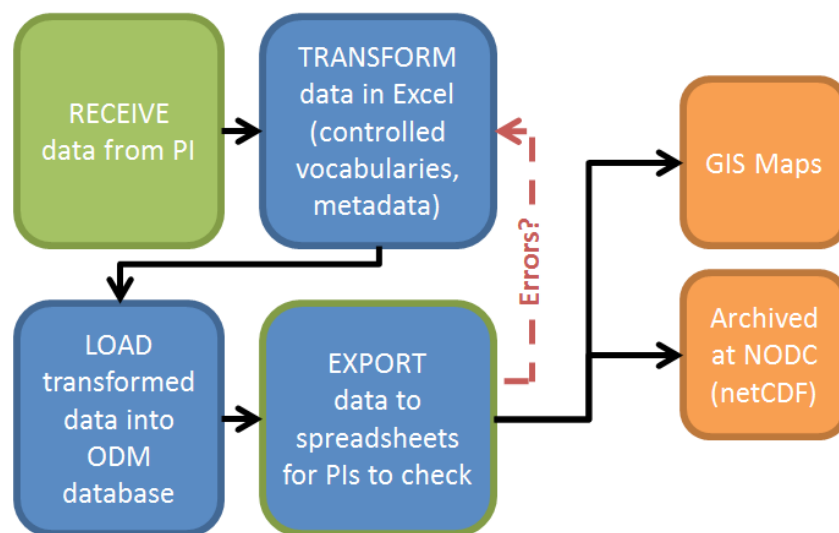 RECEIVE
data from PI
TRANSFORM
data in Excel
(controlled
vocabularies,
metadata)
Errors?
LOAD
transformed
data into
ODM
database
EXPORT
data to
spreadsheets
for PIs to check
GIS Maps
Archived
at NODC
(netCDF)